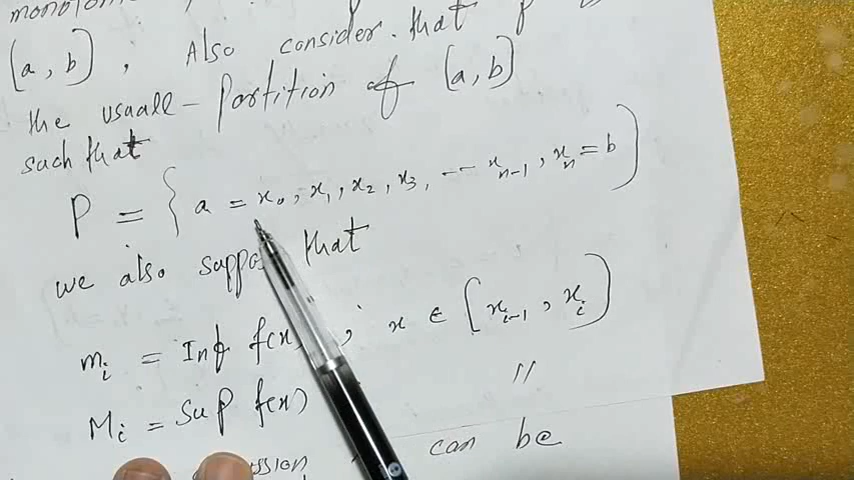 [a, b], Also consider that
the usuall - Partition of [a, b]
such that
P = { a = x₀, x₁, x₂, x₃, --- xₙ₋₁, xₙ = b }
we also suppose that
mᵢ = Inf f(x) ; x ∈ [xᵢ₋₁, xᵢ]
Mᵢ = Sup f(x) "
can be